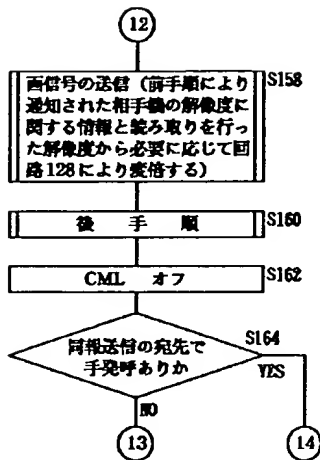 12
画信号の送信(前手順により
通知された相手機の解像度に
関する情報と読み取りを行っ
た解像度から必要に応じて回
路128により変倍する)
S158
後手順
S160
CML オフ
S162
同報送信の宛先で
手発呼ありか
S164
YES
NO
13
14